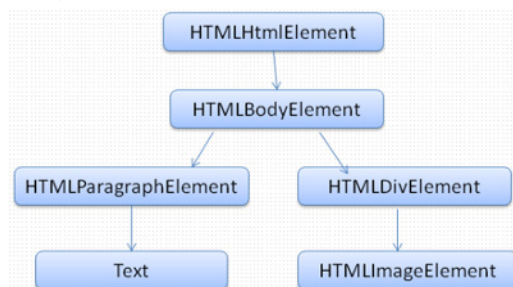 HTMLHtmlElement
HTMLBodyElement
HTMLParagraphElement
HTMLDivElement
Text
HTMLImageElement